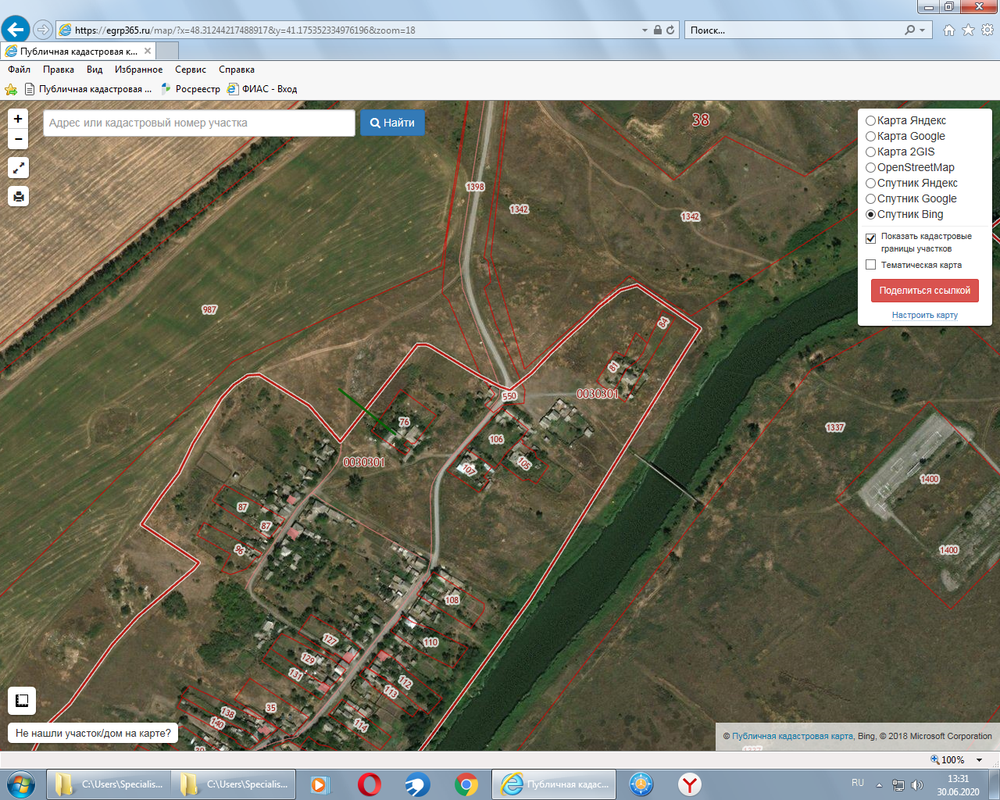 https://egrp365.ru/map/?x=48.31244217488917&y=41.175352334976196&zoom=18
Поиск...
Публичная кадастровая к...
Файл Правка Вид Избранное Сервис Справка
Публичная кадастровая ... Росреестр ФИАС - Вход
+
−
Адрес или кадастровый номер участка
Найти
Карта Яндекс
Карта Google
Карта 2GIS
OpenStreetMap
Спутник Яндекс
Спутник Google
Спутник Bing
Показать кадастровые
границы участков
Тематическая карта
Поделиться ссылкой
Настроить карту
38
1398
1342
1342
987
84
81
550
0030301
76
106
1337
0030301
107
105
1400
87
87
96
1400
108
127
110
129
131
112
113
35
138
140
114
Не нашли участок/дом на карте?
© Публичная кадастровая карта, Bing, © 2018 Microsoft Corporation
100%
C:\Users\Specialis...
C:\Users\Specialis...
Публичная кадас...
RU
13:31
30.06.2020